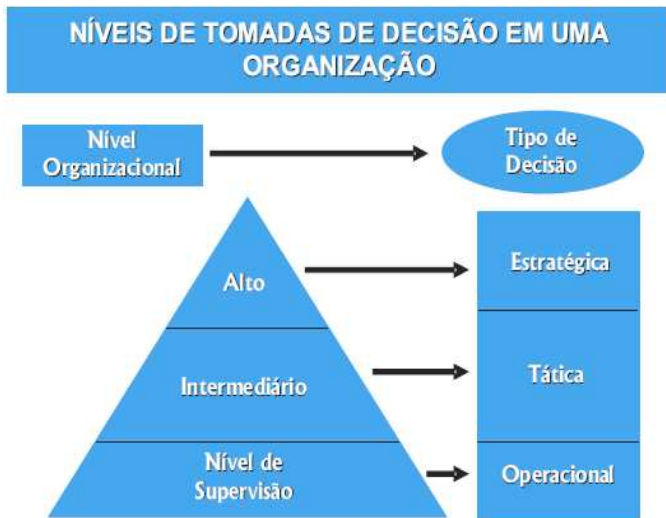 NÍVEIS DE TOMADAS DE DECISÃO EM UMA
ORGANIZAÇÃO
Nível
Organizacional
Tipo de
Decisão
Alto
Estratégica
Intermediário
Tática
Nível de
Supervisão
Operacional